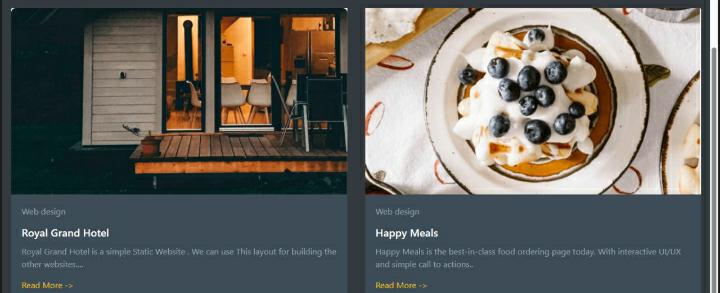 Web design
Royal Grand Hotel
Royal Grand Hotel is a simple Static Website . We can use This layout for building the
other websites....
Read More ->
Web design
Happy Meals
Happy Meals is the best-in-class food ordering page today. With interactive UI/UX
and simple call to actions..
Read More ->